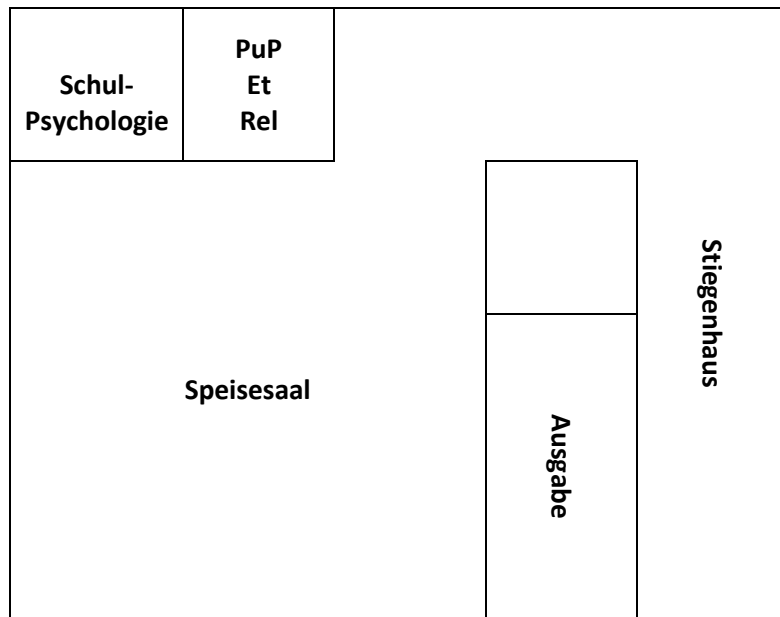 Schul-
Psychologie
PuP
Et
Rel
Stiegenhaus
Speisesaal
Ausgabe